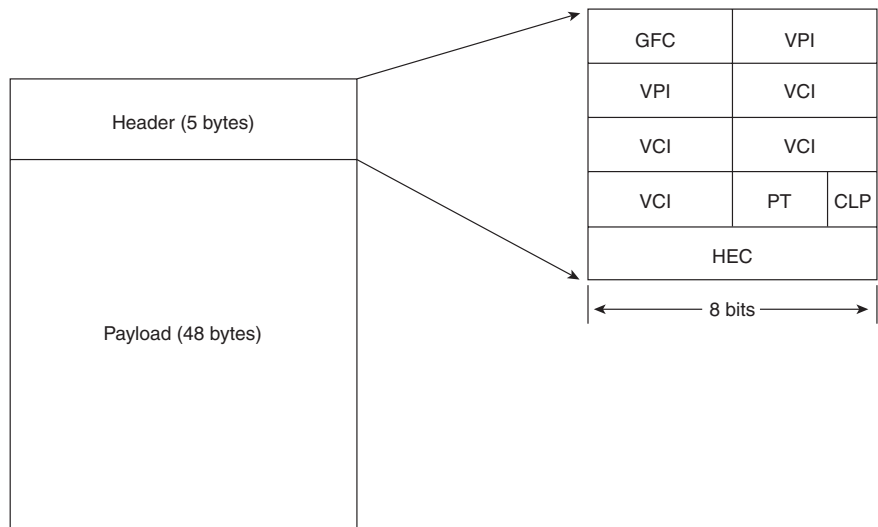 Header (5 bytes)
Payload (48 bytes)
GFC VPI
VPI VCI
VCI VCI
VCI PT CLP
HEC
8 bits